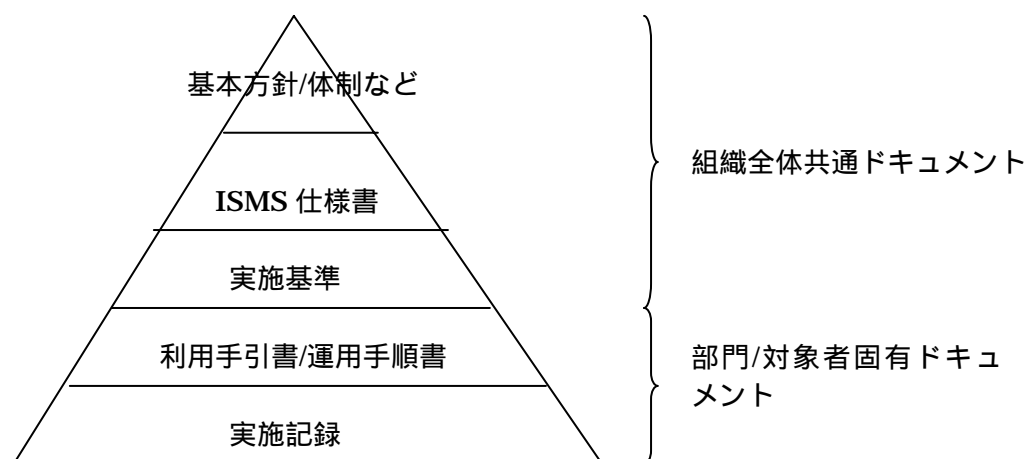 基本方針/体制など
組織全体共通ドキュメント
ISMS 仕様書
実施基準
利用手引書/運用手順書
部門/対象者固有ドキュ
メント
実施記録